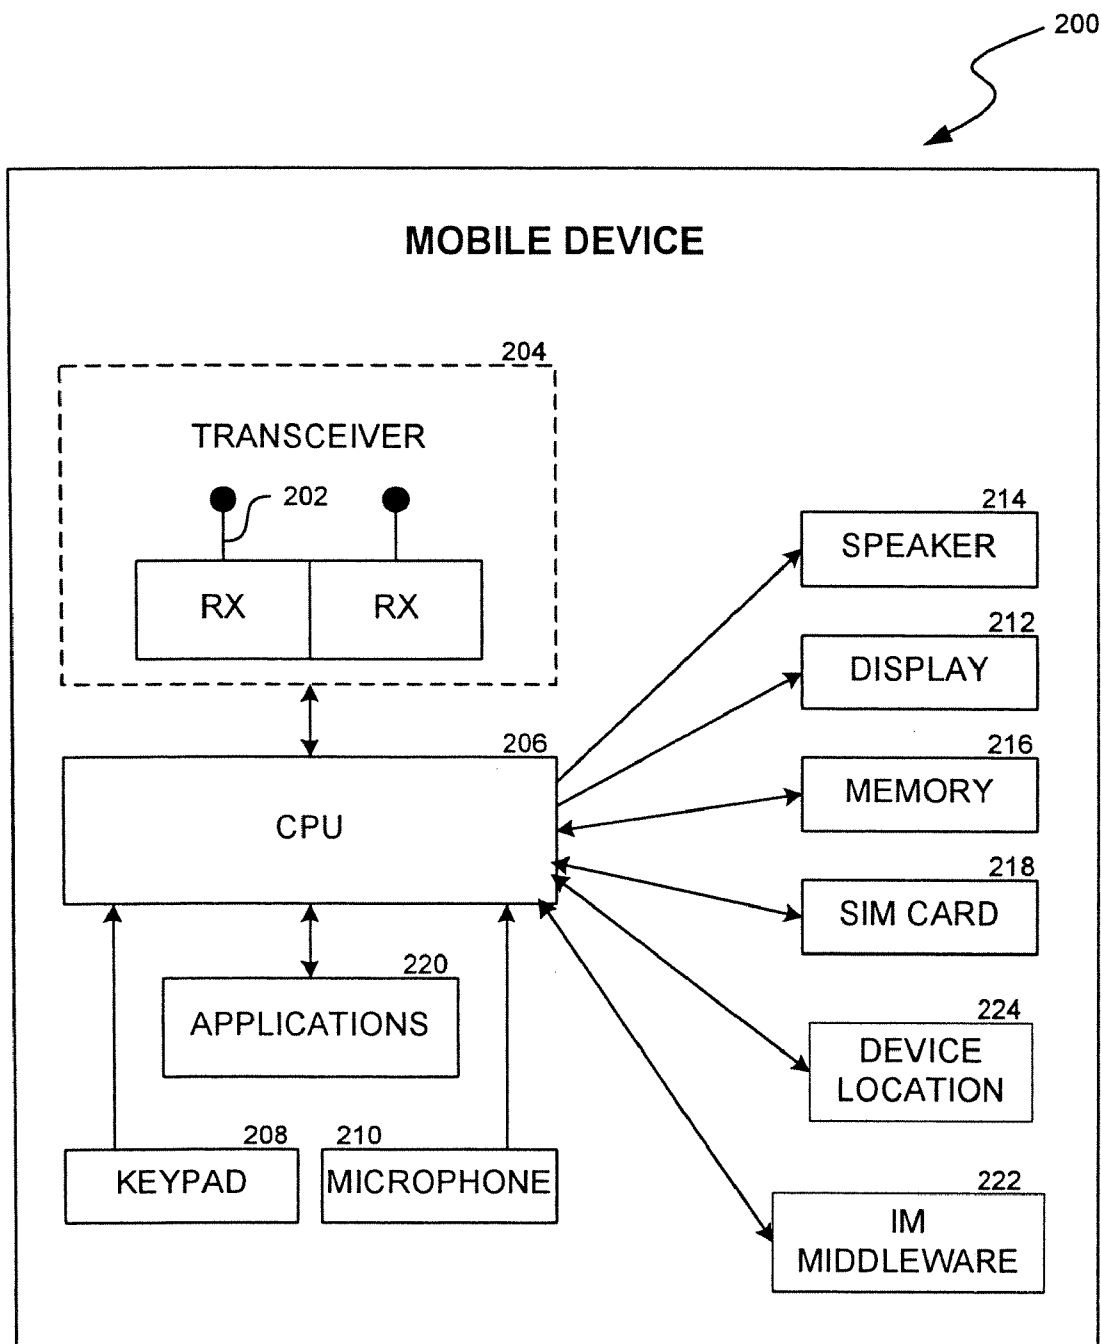 200
MOBILE DEVICE
204
TRANSCEIVER
202
RX RX
214
SPEAKER
212
DISPLAY
206
CPU
216
MEMORY
218
SIM CARD
220
APPLICATIONS
224
DEVICE
LOCATION
208
KEYPAD
210
MICROPHONE
222
IM
MIDDLEWARE